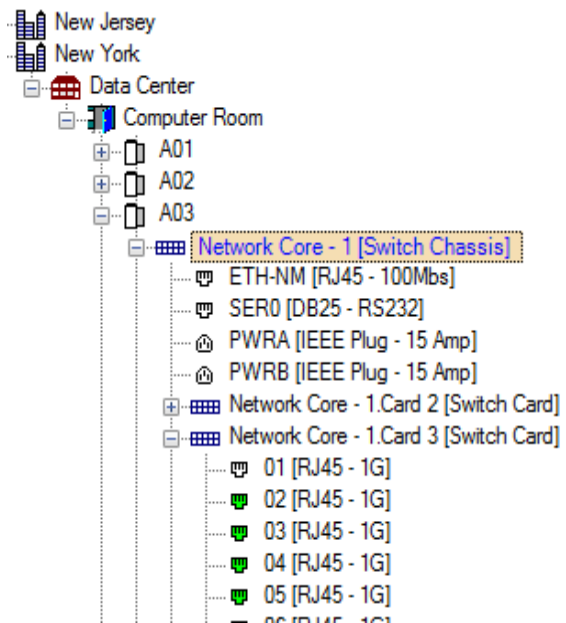 New Jersey
New York
Data Center
Computer Room
A01
A02
A03
Network Core - 1 [Switch Chassis]
ETH-NM [RJ45 - 100Mbs]
SER0 [DB25 - RS232]
PWRA [IEEE Plug - 15 Amp]
PWRB [IEEE Plug - 15 Amp]
Network Core - 1.Card 2 [Switch Card]
Network Core - 1.Card 3 [Switch Card]
01 [RJ45 - 1G]
02 [RJ45 - 1G]
03 [RJ45 - 1G]
04 [RJ45 - 1G]
05 [RJ45 - 1G]
06 [RJ45 - 1G]